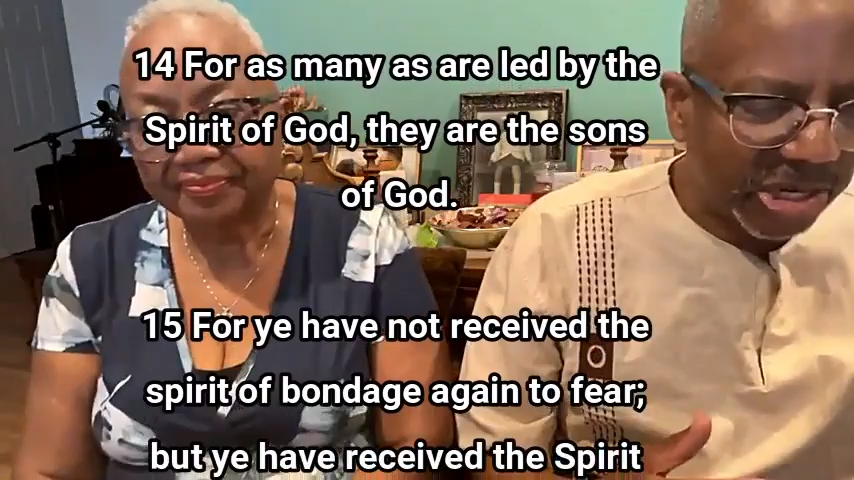 14 For as many as are led by the
Spirit of God, they are the sons
of God.
15 For ye have not received the
spirit of bondage again to fear;
but ye have received the Spirit